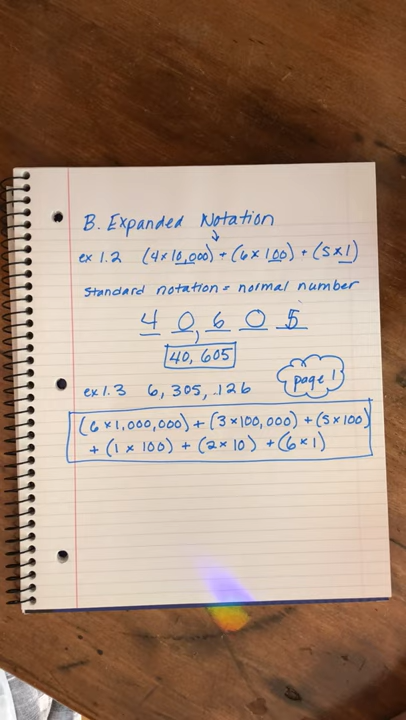 B. Expanded Notation
ex 1.2 (4×10,000) + (6×100) + (5×1)
standard notation = normal number
4 0, 6 0 5
40,605
ex 1.3 6,305,126
page 1
(6×1,000,000) + (3×100,000) + (5×100)
+ (1×100) + (2×10) + (6×1)